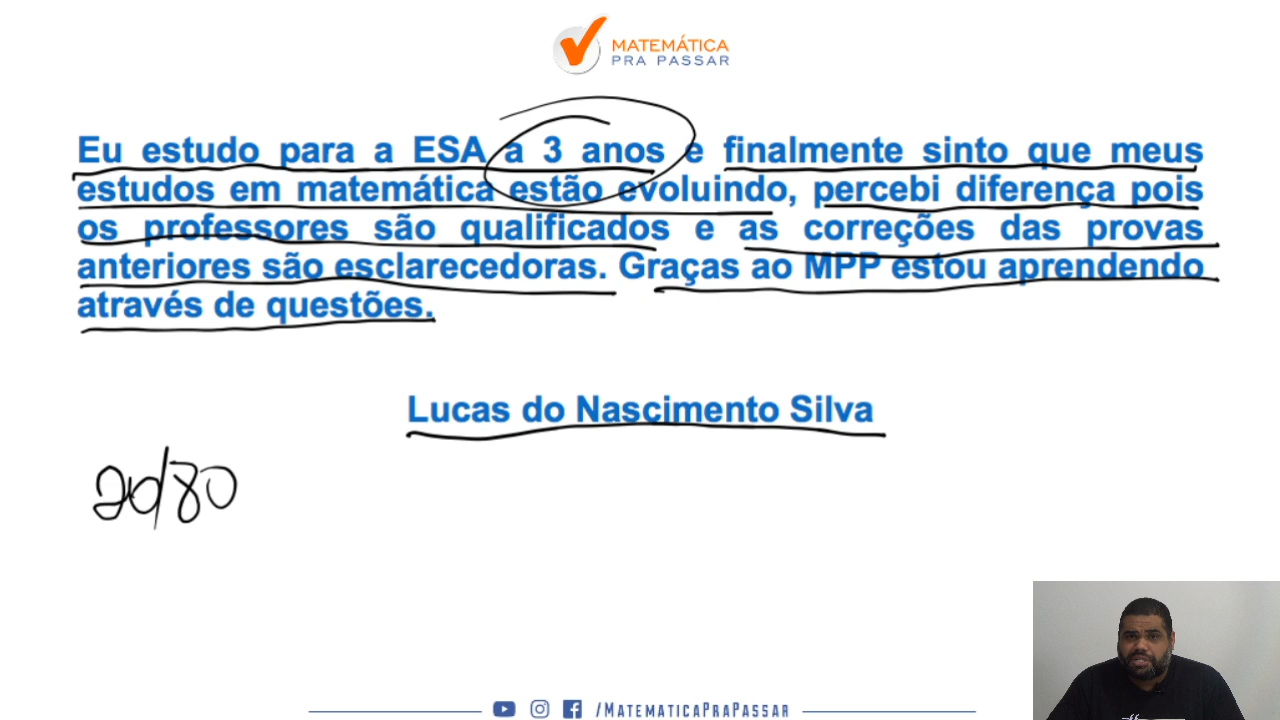 MATEMÁTICA
PRA PASSAR
Eu estudo para a ESA a 3 anos e finalmente sinto que meus
estudos em matemática estão evoluindo, percebi diferença pois
os professores são qualificados e as correções das provas
anteriores são esclarecedoras. Graças ao MPP estou aprendendo
através de questões.
Lucas do Nascimento Silva
20/80
/MATEMATICAPRAPASSAR